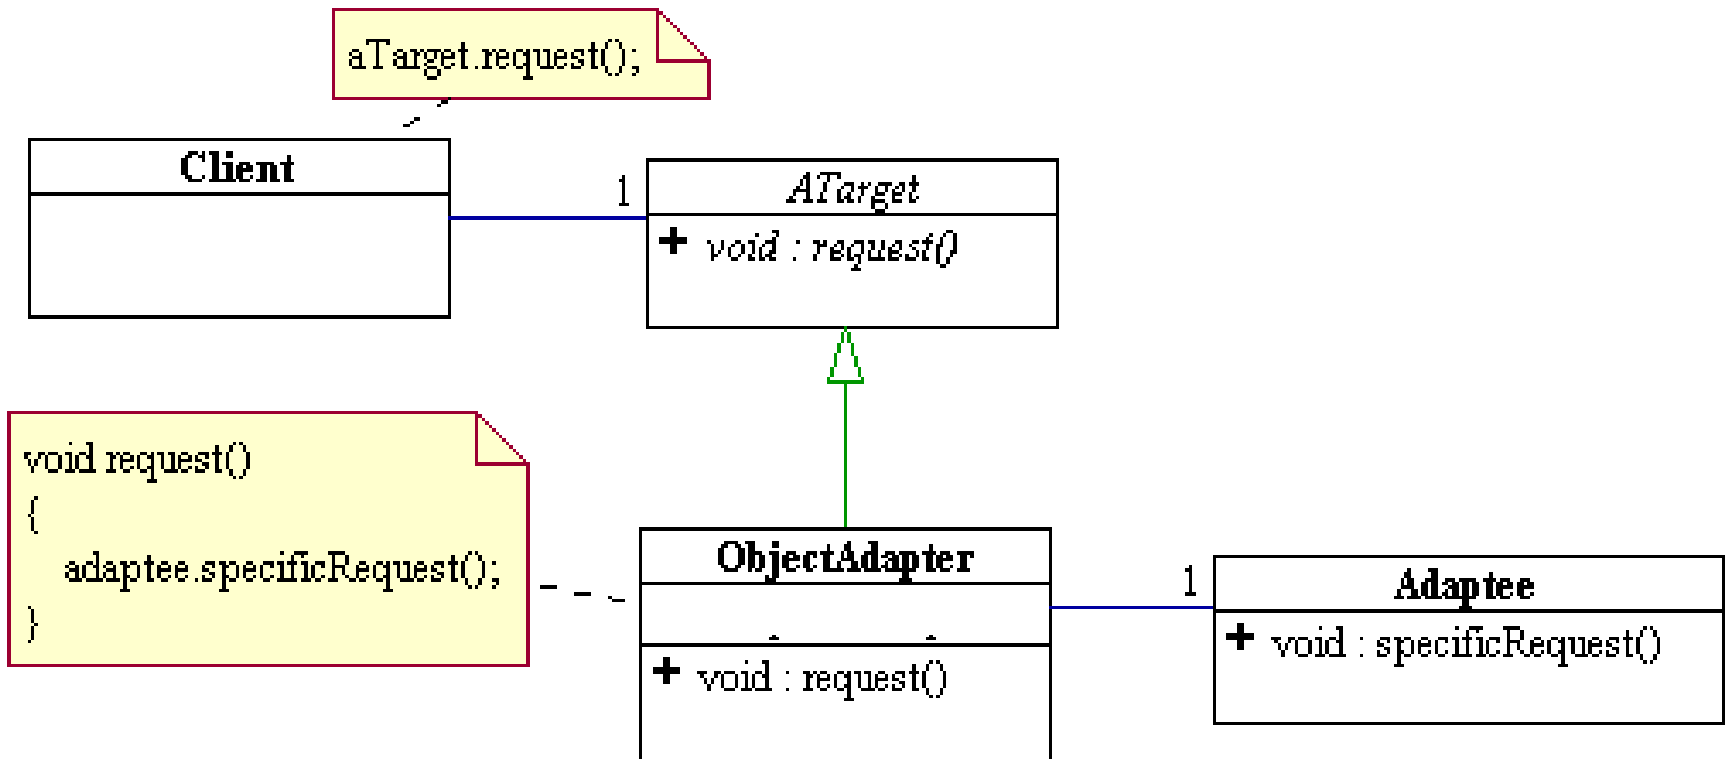 aTarget.request();
Client
1
ATarget
+ void : request()
void request()
{
adaptee.specificRequest();
}
ObjectAdapter
+ void : request()
1
Adaptee
+ void : specificRequest()